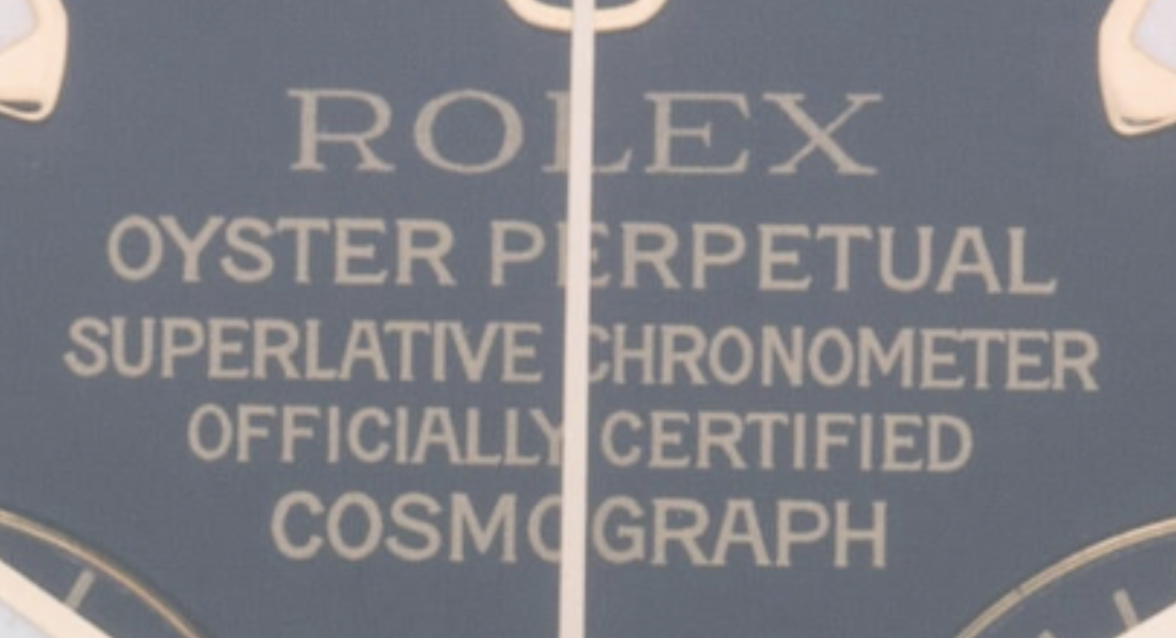 ROLEX
OYSTER PERPETUAL
SUPERLATIVE CHRONOMETER
OFFICIALLY CERTIFIED
COSMOGRAPH